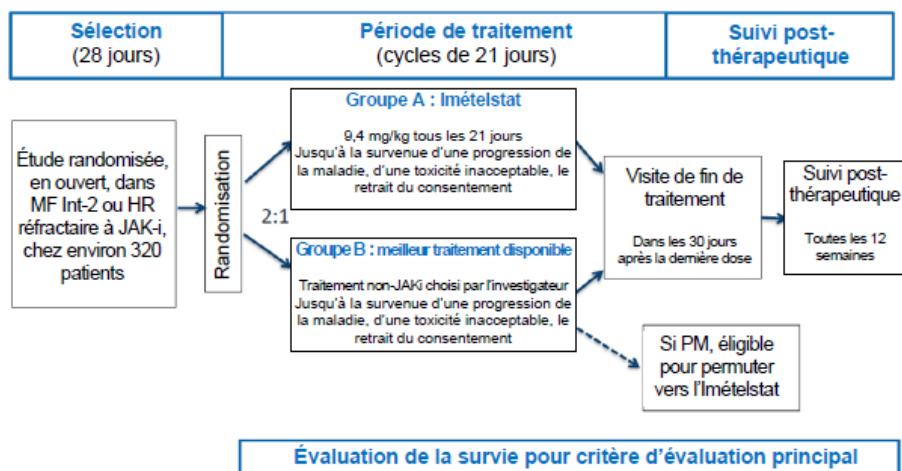 Sélection
(28 jours)
Période de traitement
(cycles de 21 jours)
Suivi post-
thérapeutique
Étude randomisée,
en ouvert, dans
MF Int-2 ou HR
réfractaire à JAK-i,
chez environ 320
patients
Randomisation
2:1
Groupe A : Imételstat
9,4 mg/kg tous les 21 jours
Jusqu'à la survenue d'une progression de
la maladie, d'une toxicité inacceptable, le
retrait du consentement
Groupe B : meilleur traitement disponible
Traitement non-JAKi choisi par l'investigateur
Jusqu'à la survenue d'une progression de
la maladie, d'une toxicité inacceptable, le
retrait du consentement
Visite de fin de
traitement
Dans les 30 jours
après la dernière dose
Suivi post-
thérapeutique
Toutes les 12
semaines
Si PM, éligible
pour permuter
vers l'Imételstat
Évaluation de la survie pour critère d'évaluation principal